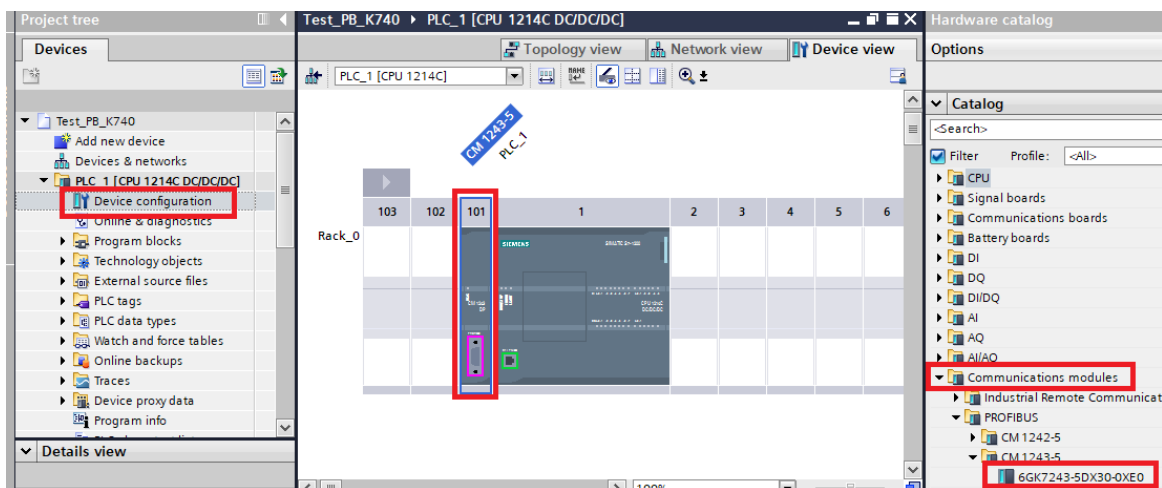 Project tree
Devices
Test_PB_K740
Add new device
Devices & networks
PLC_1 [CPU 1214C DC/DC/DC]
Device configuration
Online & diagnostics
Program blocks
Technology objects
External source files
PLC tags
PLC data types
Watch and force tables
Online backups
Traces
Device proxy data
Program info
Details view
Test_PB_K740 PLC_1 [CPU 1214C DC/DC/DC]
Topology view Network view Device view
PLC_1 [CPU 1214C]
CM 1243-5
PLC_1
103 102 101 1 2 3 4 5 6
Rack_0
SIEMENS
100%
Hardware catalog
Options
Catalog
<Search>
Filter Profile: <All>
CPU
Signal boards
Communications boards
Battery boards
DI
DQ
DI/DQ
AI
AQ
AI/AQ
Communications modules
Industrial Remote Communicat
PROFIBUS
CM 1242-5
CM 1243-5
6GK7243-5DX30-0XE0